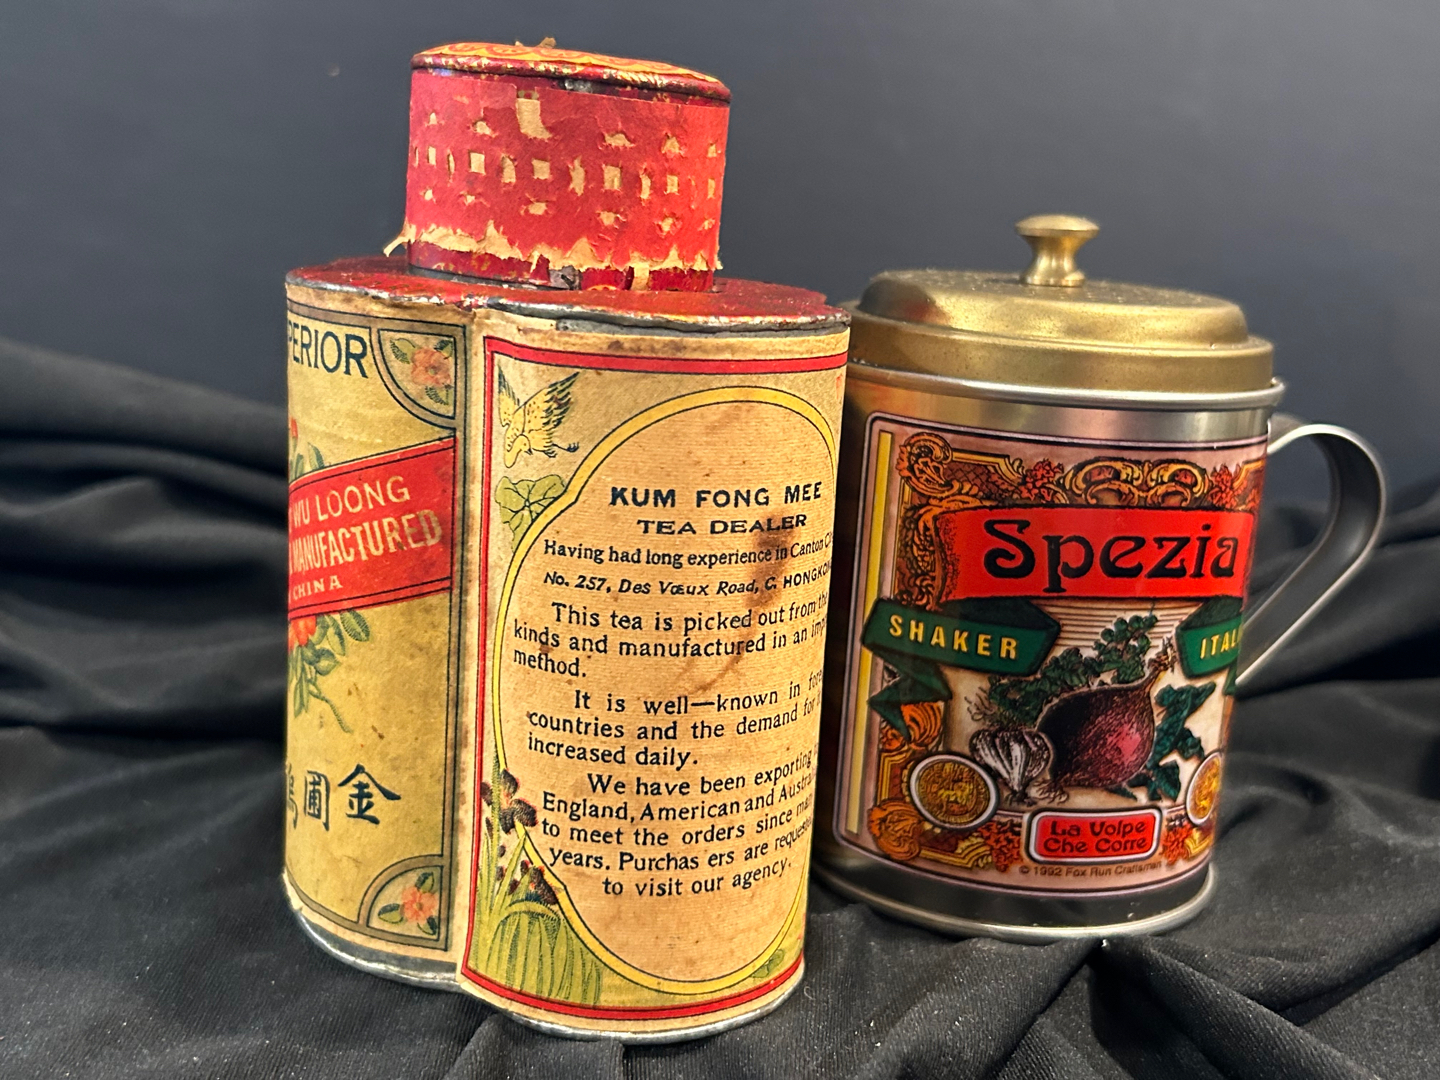 WU LOONG
MANUFACTURED
CHINA
圃金
KUM FONG MEE
TEA DEALER
Having had long experience in Canton
No. 257, Des Vœux Road, C. HONGKON
This tea is picked out from the
kinds and manufactured in an
method.
It is well—known in
countries and the demand for
increased daily.
We have been exporting
England, American and
to meet the orders since
years. Purchas ers are
to visit our agency.
Spezia
SHAKER
La Volpe
Che Corre
© 1992 Fox Run Craftsmen